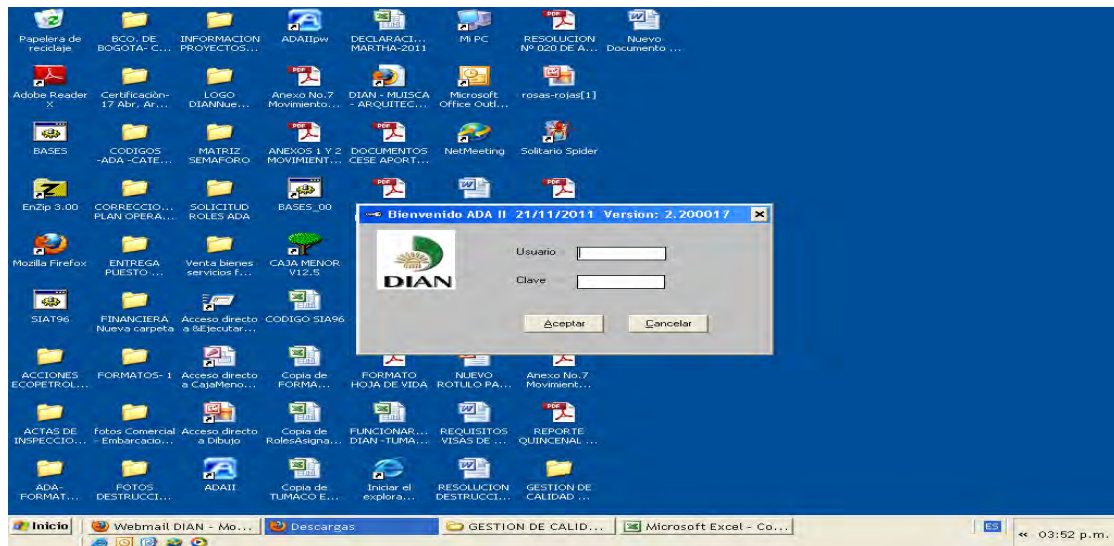 Papelera de reciclaje
BCO. DE BOGOTA- C...
INFORMACION PROYECTOS...
ADAIIpw
DECLARACI... MARTHA-2011
Mi PC
RESOLUCION Nº 020 DE A...
Nuevo Documento ...
Adobe Reader X
Certificación- 17 Abr, Ar...
LOGO DIANNue...
Anexo No.7 Movimiento...
DIAN - MUISCA - ARQUITEC...
Microsoft Office Outl...
rosas-rojas[1]
BASES
CODIGOS -ADA -CATE...
MATRIZ SEMAFORO
ANEXOS 1 Y 2 MOVIMIENT...
DOCUMENTOS CESE APORT...
NetMeeting
Solitario Spider
EnZip 3.00
CORRECCIO... PLAN OPERA...
SOLICITUD ROLES ADA
BASES_00
Bienvenido ADA II 21/11/2011 Version: 2.200017
DIAN
Usuario
Clave
Aceptar
Cancelar
Mozilla Firefox
ENTREGA PUESTO ...
Venta bienes servicios f...
CAJA MENOR V12.5
SIAT96
FINANCIERA Nueva carpeta
Acceso directo a &Ejecutar...
CODIGO SIA96
ACCIONES ECOPETROL...
FORMATOS- 1
Acceso directo a CajaMeno...
Copia de FORMA...
FORMATO HOJA DE VIDA
NUEVO ROTULO PA...
Anexo No.7 Movimient...
ACTAS DE INSPECCIO...
fotos Comercial - Embarcacio...
Acceso directo a Dibujo
Copia de RolesAsigna...
FUNCIONAR... DIAN -TUMA...
REQUISITOS VISAS DE ...
REPORTE QUINCENAL ...
ADA- FORMAT...
FOTOS DESTRUCCI...
ADAII
Copia de TUMACO E...
Iniciar el explora...
RESOLUCION DESTRUCCI...
GESTION DE CALIDAD ...
Inicio
Webmail DIAN - Mo...
Descargas
GESTION DE CALID...
Microsoft Excel - Co...
ES
« 03:52 p.m.